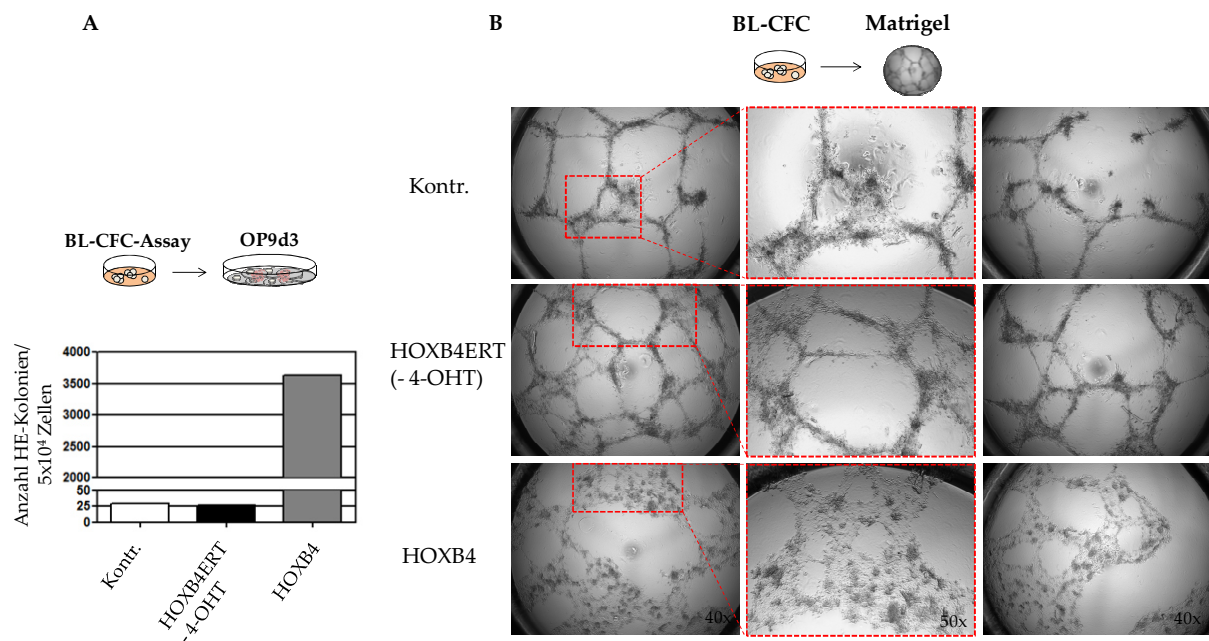 A
BL-CFC-Assay
OP9d3
Anzahl HE-Kolonien/
5x10⁴ Zellen
4000
3500
3000
2500
2000
50
25
0
Kontr.
HOXB4ERT
- 4-OHT)
HOXB4
B
BL-CFC
Matrigel
Kontr.
HOXB4ERT
(- 4-OHT)
HOXB4
40x
50x
40x